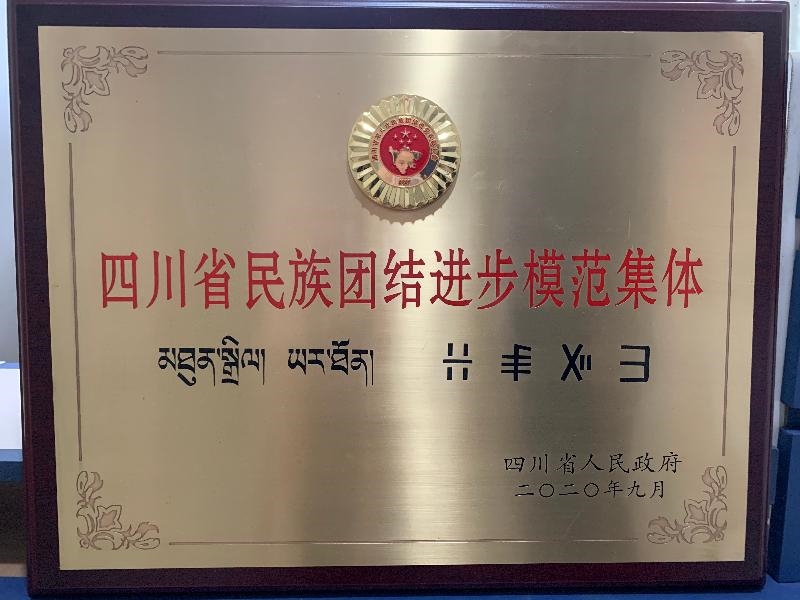 四川省民族团结进步模范集体
མཐུན་སྒྲིལ། ཡར་ཐོན།
四川省人民政府
二〇二〇年九月